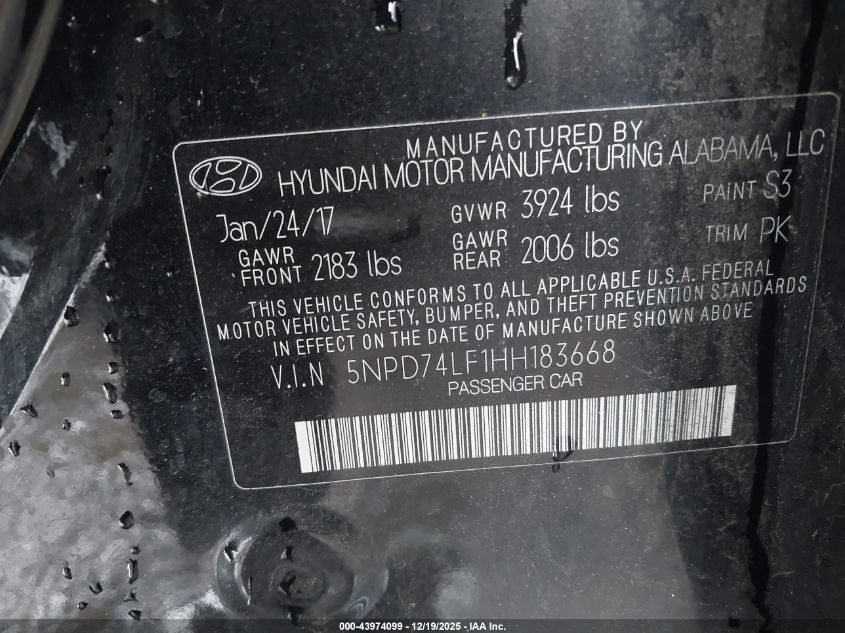 MANUFACTURED BY
HYUNDAI MOTOR MANUFACTURING ALABAMA, LLC
Jan/24/17 GVWR 3924 lbs PAINT S3
GAWR FRONT 2183 lbs GAWR REAR 2006 lbs TRIM PK
THIS VEHICLE CONFORMS TO ALL APPLICABLE U.S.A. FEDERAL
MOTOR VEHICLE SAFETY, BUMPER, AND THEFT PREVENTION STANDARDS
IN EFFECT ON THE DATE OF MANUFACTURE SHOWN ABOVE
V.I.N 5NPD74LF1HH183668
PASSENGER CAR
000-43974099 - 12/19/2025 - IAA Inc.